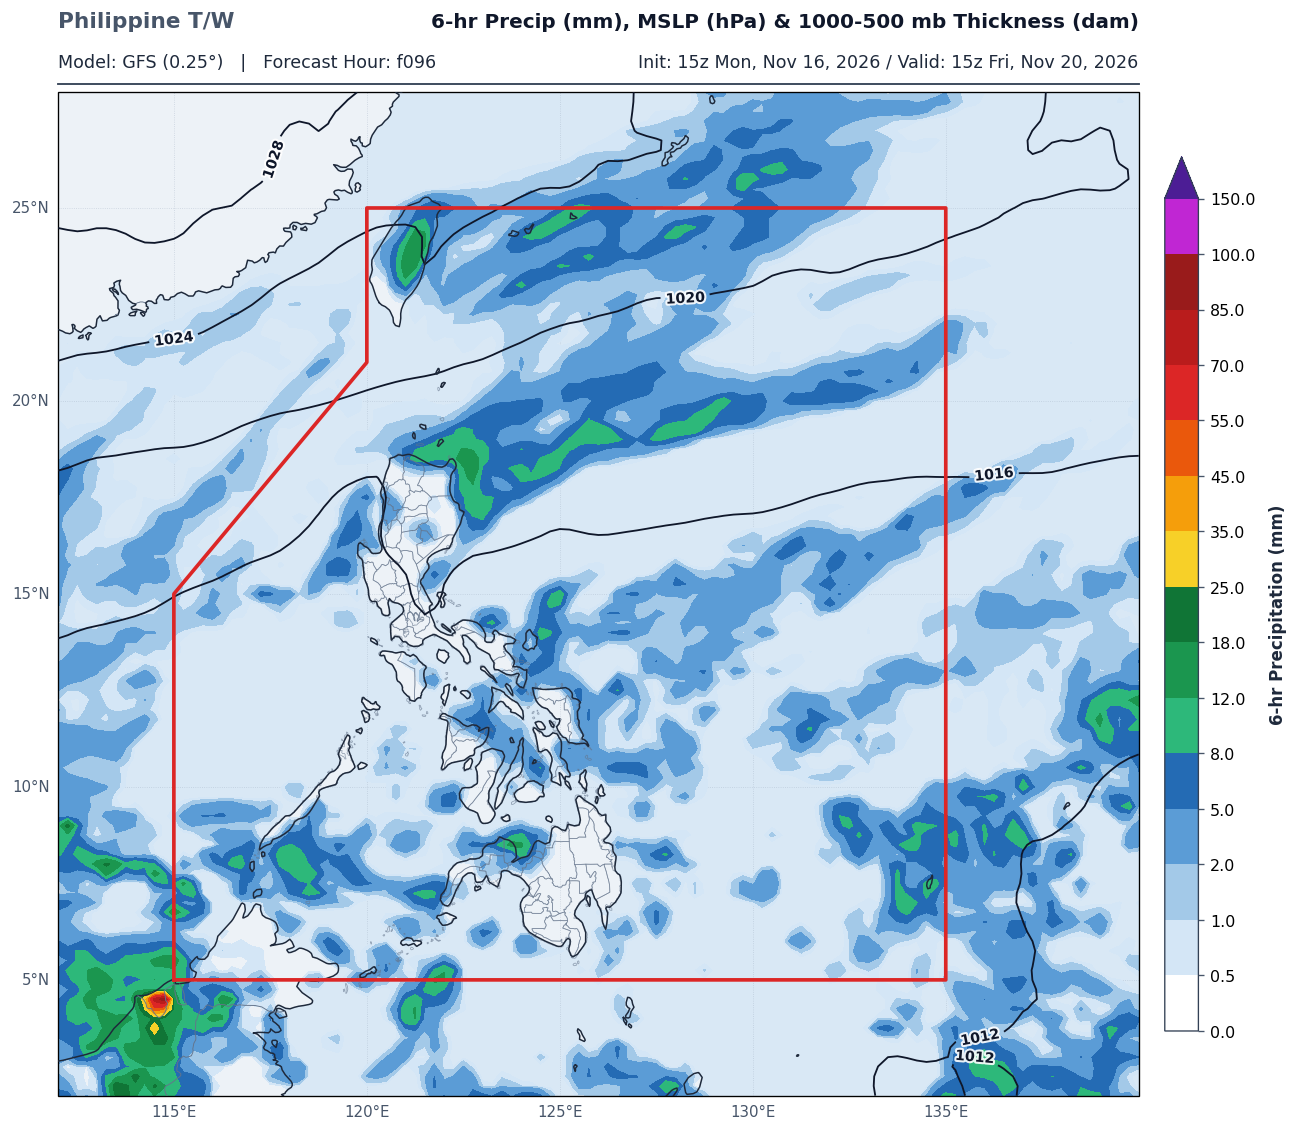 Philippine T/W
6-hr Precip (mm), MSLP (hPa) & 1000-500 mb Thickness (dam)
Model: GFS (0.25°) | Forecast Hour: f096
Init: 15z Mon, Nov 16, 2026 / Valid: 15z Fri, Nov 20, 2026
1028
1024
1020
1016
1012
1012
25°N
20°N
15°N
10°N
5°N
115°E
120°E
125°E
130°E
135°E
150.0
100.0
85.0
70.0
55.0
45.0
35.0
25.0
18.0
12.0
8.0
5.0
2.0
1.0
0.5
0.0
6-hr Precipitation (mm)